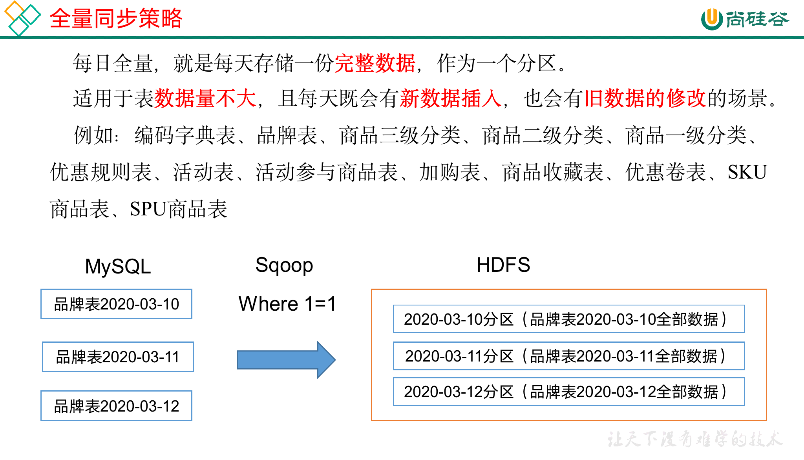 全量同步策略
尚硅谷
每日全量，就是每天存储一份完整数据，作为一个分区。
适用于表数据量不大，且每天既会有新数据插入，也会有旧数据的修改的场景。
例如：编码字典表、品牌表、商品三级分类、商品二级分类、商品一级分类、
优惠规则表、活动表、活动参与商品表、加购表、商品收藏表、优惠卷表、SKU
商品表、SPU商品表
MySQL
Sqoop
HDFS
品牌表2020-03-10
品牌表2020-03-11
品牌表2020-03-12
Where 1=1
2020-03-10分区（品牌表2020-03-10全部数据）
2020-03-11分区（品牌表2020-03-11全部数据）
2020-03-12分区（品牌表2020-03-12全部数据）
让天下没有难学的技术